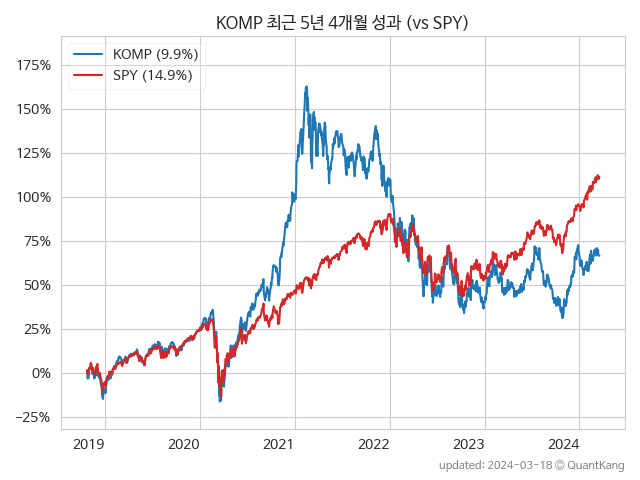 KOMP 최근 5년 4개월 성과 (vs SPY)
KOMP (9.9%)
SPY (14.9%)
175%
150%
125%
100%
75%
50%
25%
0%
−25%
2019 2020 2021 2022 2023 2024
updated: 2024-03-18 © QuantKang